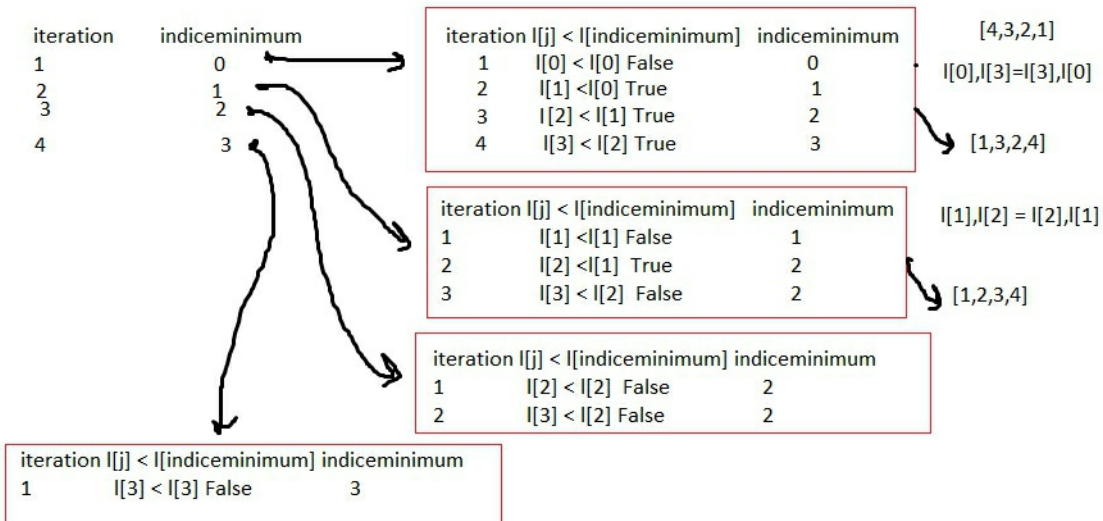 iteration indiceminimum
1 0
2 1
3 2
4 3
iteration l[j] < l[indiceminimum] indiceminimum
1 l[0] < l[0] False 0
2 l[1] <l[0] True 1
3 l[2] < l[1] True 2
4 l[3] < l[2] True 3
[4,3,2,1]
l[0],l[3]=l[3],l[0]
[1,3,2,4]
iteration l[j] < l[indiceminimum] indiceminimum
1 l[1] <l[1] False 1
2 l[2] <l[1] True 2
3 l[3] < l[2] False 2
l[1],l[2] = l[2],l[1]
[1,2,3,4]
iteration l[j] < l[indiceminimum] indiceminimum
1 l[2] < l[2] False 2
2 l[3] < l[2] False 2
iteration l[j] < l[indiceminimum] indiceminimum
1 l[3] < l[3] False 3